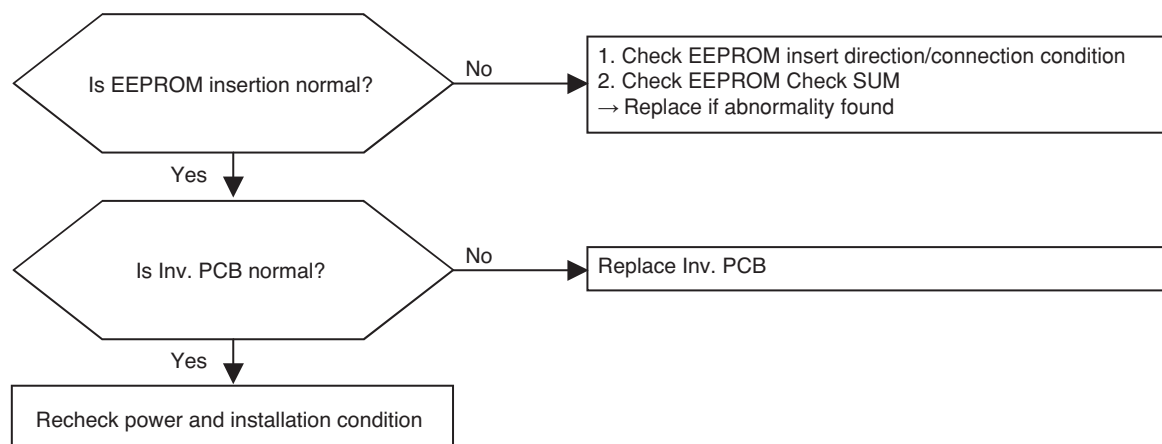 Is EEPROM insertion normal?
No
1. Check EEPROM insert direction/connection condition
2. Check EEPROM Check SUM
→ Replace if abnormality found
Yes
Is Inv. PCB normal?
No
Replace Inv. PCB
Yes
Recheck power and installation condition